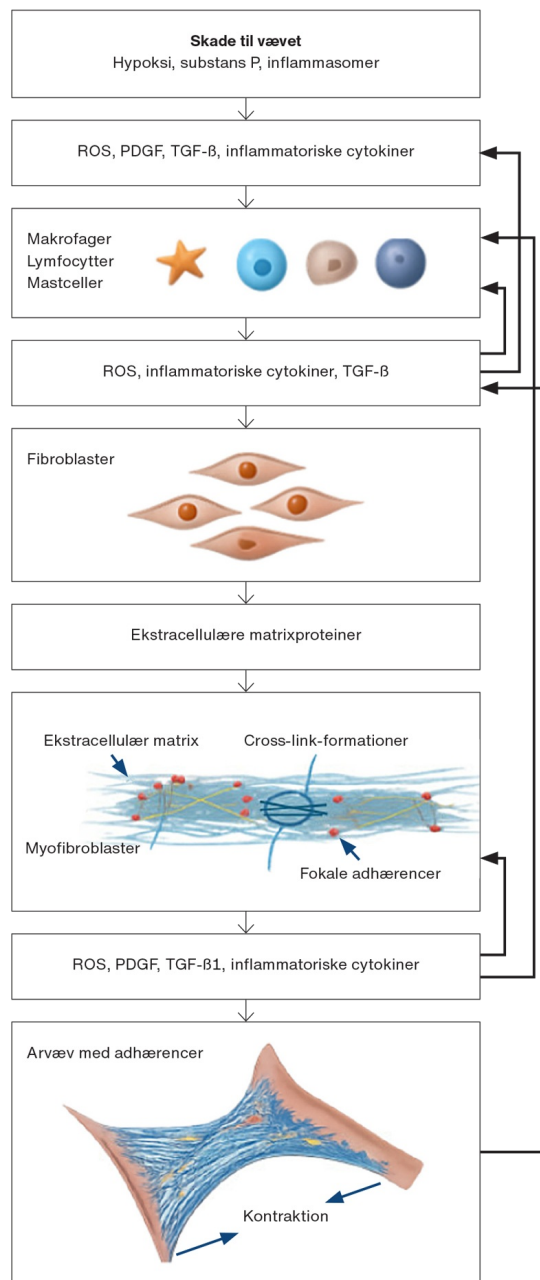 Skade til vævet
Hypoksi, substans P, inflammasomer
ROS, PDGF, TGF-ß, inflammatoriske cytokiner
Makrofager
Lymfocytter
Mastceller
ROS, inflammatoriske cytokiner, TGF-ß
Fibroblaster
Ekstracellulære matrixproteiner
Ekstracellulær matrix
Cross-link-formationer
Myofibroblaster
Fokale adhærencer
ROS, PDGF, TGF-ß1, inflammatoriske cytokiner
Arvæv med adhærencer
Kontraktion